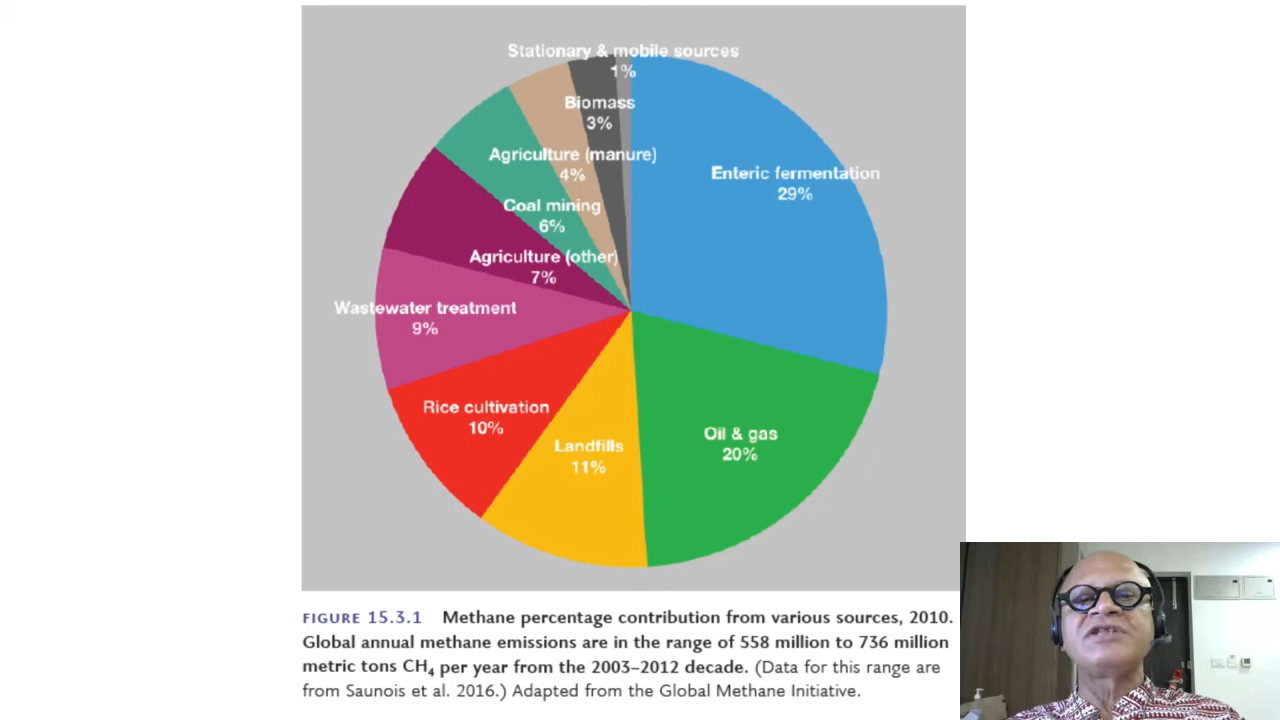 Stationary & mobile sources
1%
Biomass
3%
Agriculture (manure)
4%
Enteric fermentation
29%
Coal mining
6%
Agriculture (other)
7%
Wastewater treatment
9%
Rice cultivation
10%
Oil & gas
20%
Landfills
11%
FIGURE 15.3.1 Methane percentage contribution from various sources, 2010.
Global annual methane emissions are in the range of 558 million to 736 million
metric tons CH₄ per year from the 2003–2012 decade. (Data for this range are
from Saunois et al. 2016.) Adapted from the Global Methane Initiative.